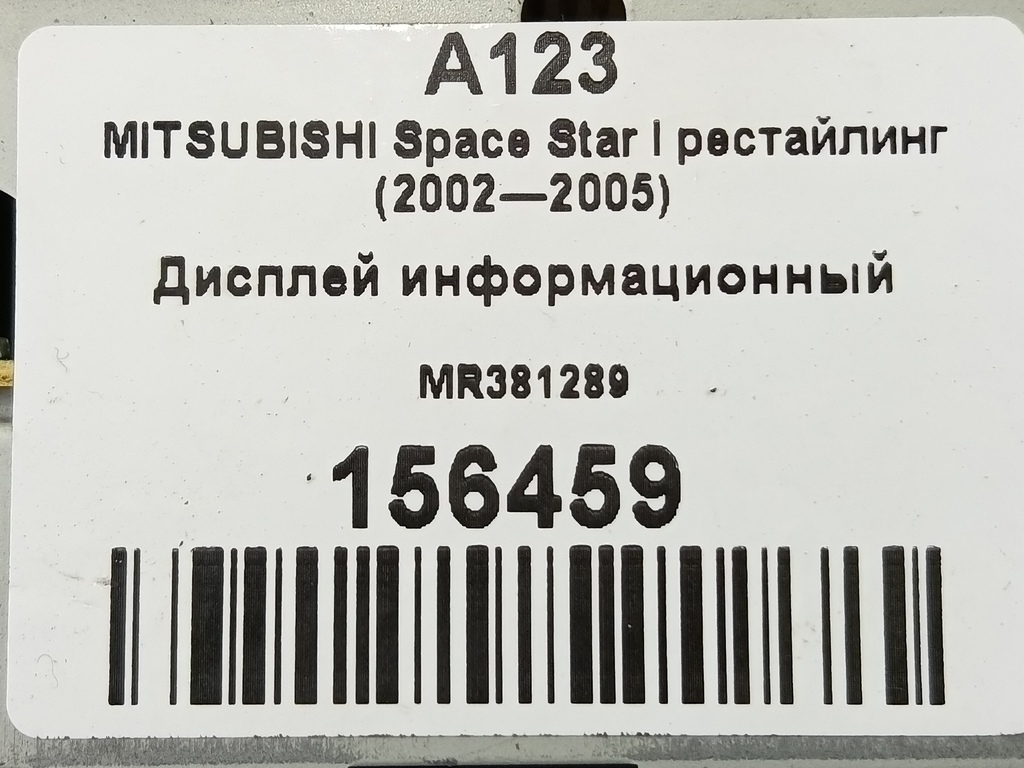 A123
MITSUBISHI Space Star I рестайлинг
(2002—2005)
Дисплей информационный
MR381289
156459